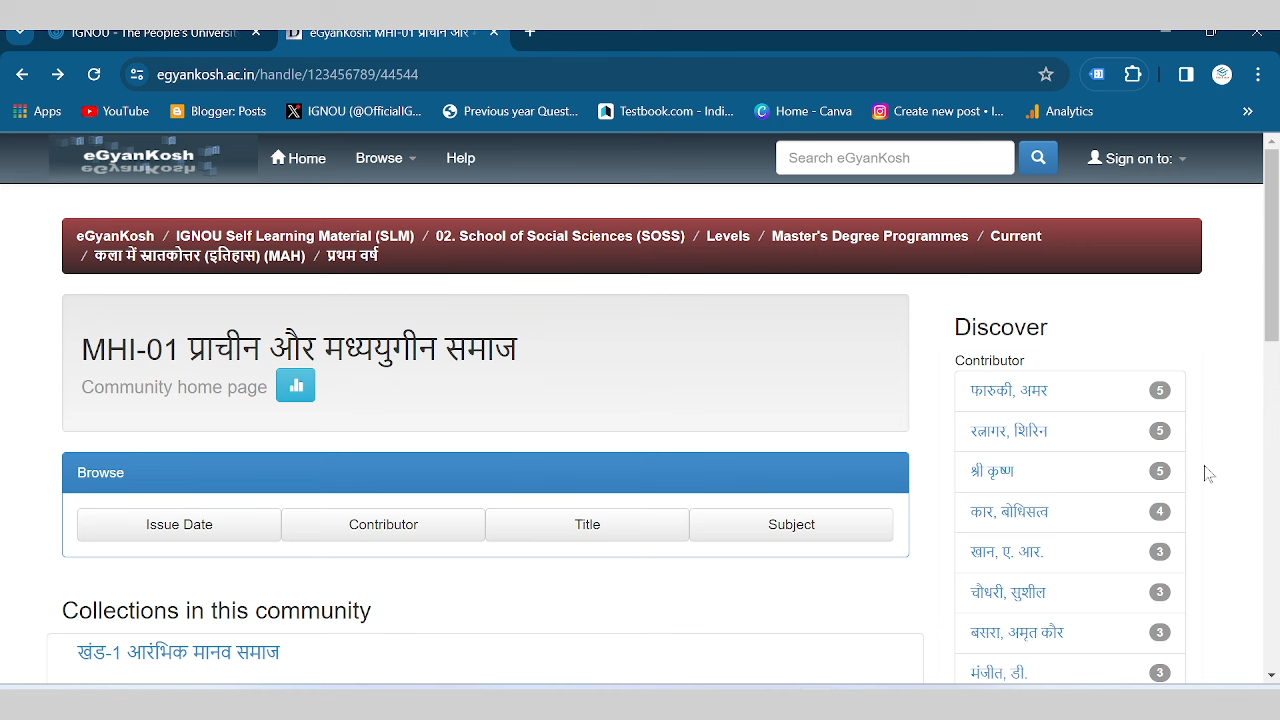 IGNOU - The People's Universit
eGyanKosh: MHI-01 प्राचीन और
egyankosh.ac.in/handle/123456789/44544
Apps YouTube Blogger: Posts IGNOU (@OfficialIG... Previous year Quest... Testbook.com - Indi... Home - Canva Create new post • I... Analytics
eGyanKosh Home Browse Help Search eGyanKosh Sign on to:
eGyanKosh / IGNOU Self Learning Material (SLM) / 02. School of Social Sciences (SOSS) / Levels / Master's Degree Programmes / Current
/ कला में स्नातकोत्तर (इतिहास) (MAH) / प्रथम वर्ष
MHI-01 प्राचीन और मध्ययुगीन समाज
Community home page
Browse
Issue Date Contributor Title Subject
Collections in this community
खंड-1 आरंभिक मानव समाज
Discover
Contributor
फारुकी, अमर 5
रत्नागर, शिरिन 5
श्री कृष्ण 5
कार, बोधिसत्व 4
खान, ए. आर. 3
चौधरी, सुशील 3
बसरा, अमृत कौर 3
मंजीत, डी. 3